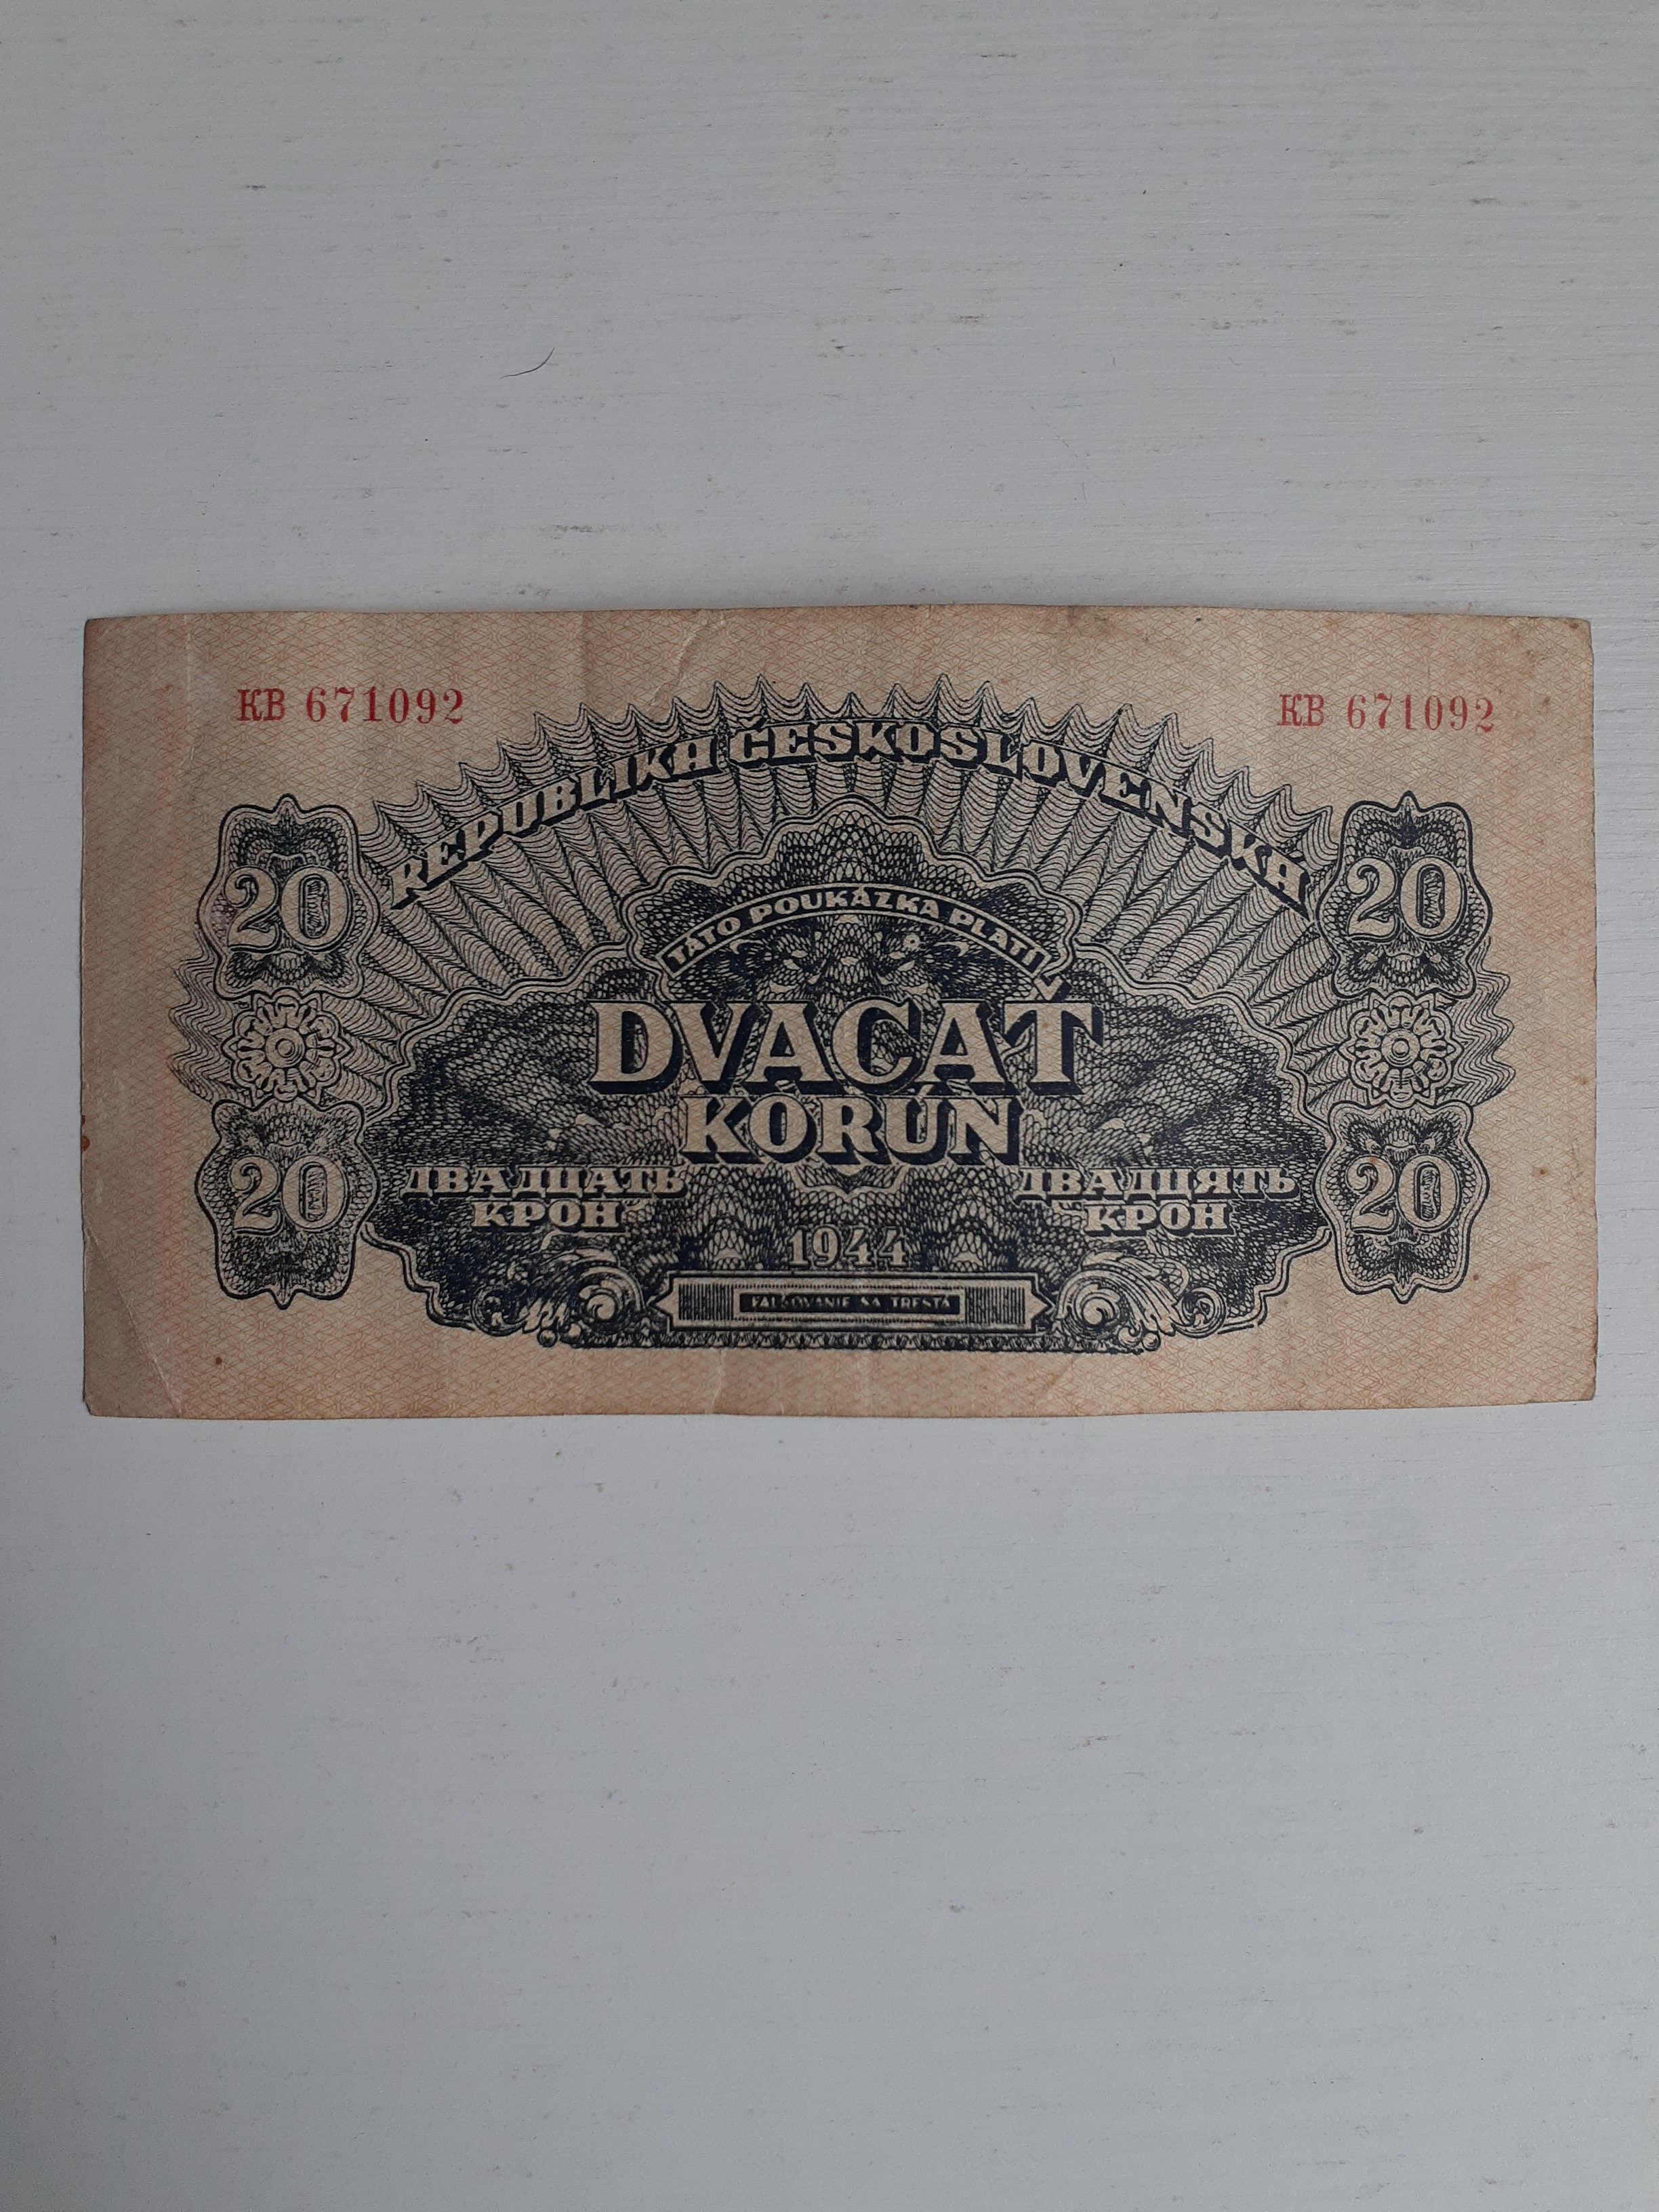 КВ 671092
КВ 671092
REPUBLIKA ČESKOSLOVENSKÁ
20
20
TÁTO POUKÁZKA PLATÍ
DVACAŤ
KORÚN
20
20
ДВАДЦАТЬ
КРОН
ДВАДЦЯТЬ
КРОН
1944
FALŠOVANIE SA TRESTÁ